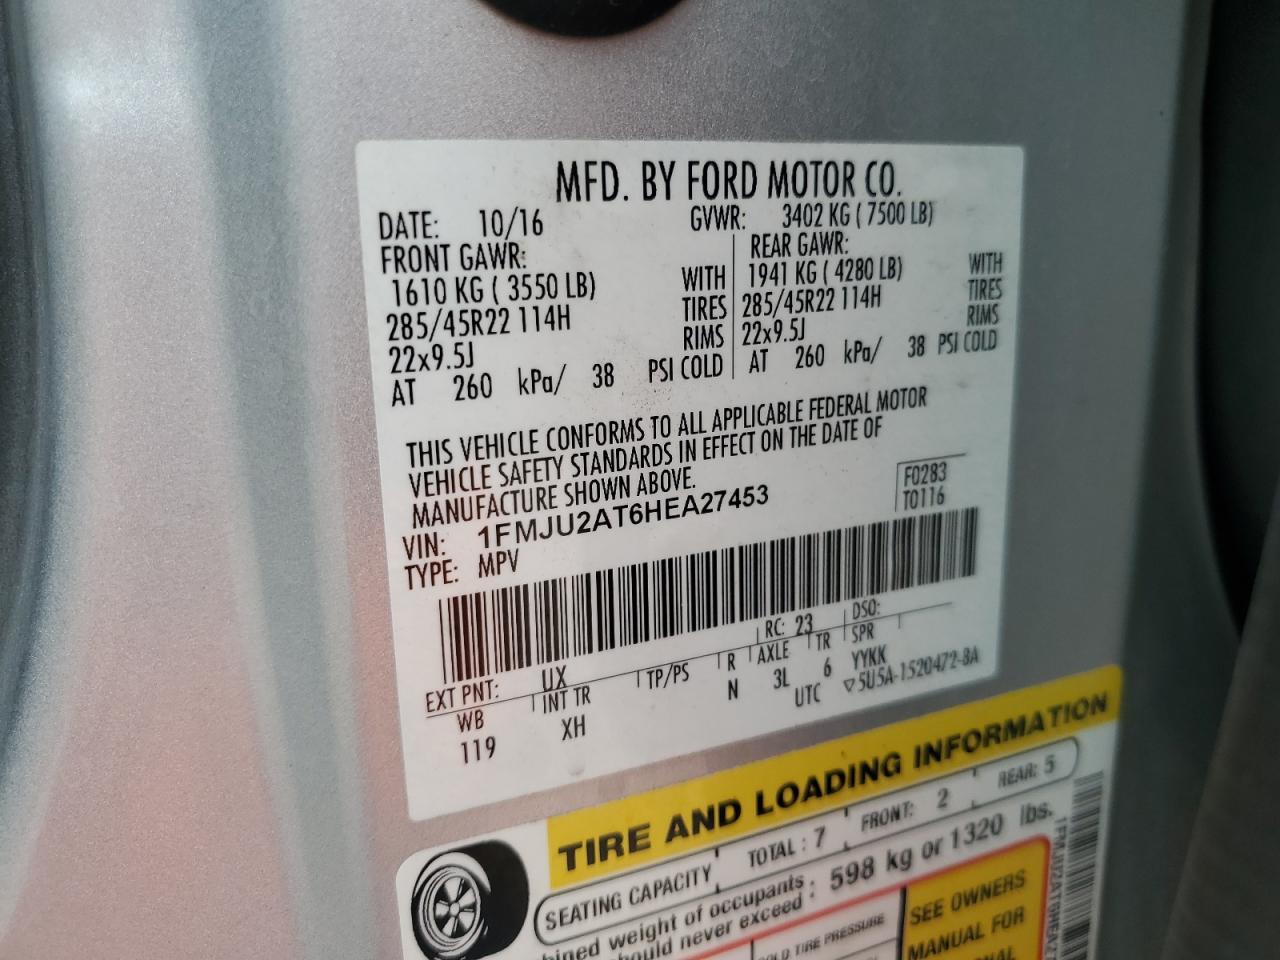 MFD. BY FORD MOTOR CO.
DATE: 10/16 GVWR: 3402 KG ( 7500 LB)
FRONT GAWR: REAR GAWR:
1610 KG ( 3550 LB) WITH 1941 KG ( 4280 LB) WITH
285/45R22 114H TIRES 285/45R22 114H TIRES
22x9.5J RIMS 22x9.5J RIMS
AT 260 kPa/ 38 PSI COLD AT 260 kPa/ 38 PSI COLD
THIS VEHICLE CONFORMS TO ALL APPLICABLE FEDERAL MOTOR
VEHICLE SAFETY STANDARDS IN EFFECT ON THE DATE OF
MANUFACTURE SHOWN ABOVE.
F0283
T0116
VIN: 1FMJU2AT6HEA27453
TYPE: MPV
EXT PNT: UX RC: 23 DSO:
WB INT TR TP/PS R AXLE TR SPR
119 XH N 3L 6 YYKK
UTC ▽5U5A-1520472-BA
TIRE AND LOADING INFORMATION
SEATING CAPACITY TOTAL : 7 FRONT: 2 REAR: 5
weight of occupants : 598 kg or 1320 lbs.
should never exceed
TIRE PRESSURE
SEE OWNERS
MANUAL FOR